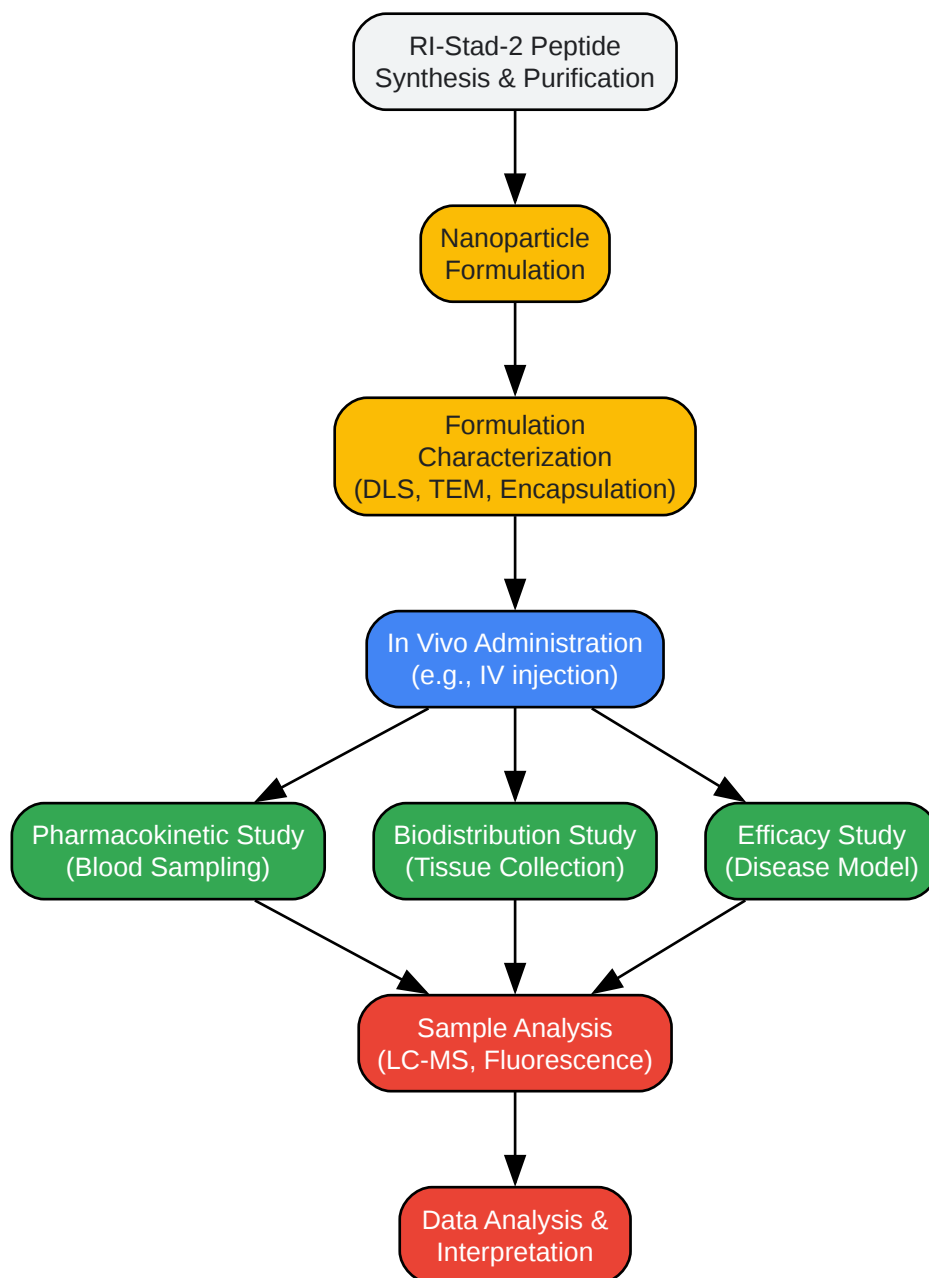 RI-Stad-2 Peptide
Synthesis & Purification
Nanoparticle
Formulation
Formulation
Characterization
(DLS, TEM, Encapsulation)
In Vivo Administration
(e.g., IV injection)
Pharmacokinetic Study
(Blood Sampling)
Biodistribution Study
(Tissue Collection)
Efficacy Study
(Disease Model)
Sample Analysis
(LC-MS, Fluorescence)
Data Analysis &
Interpretation